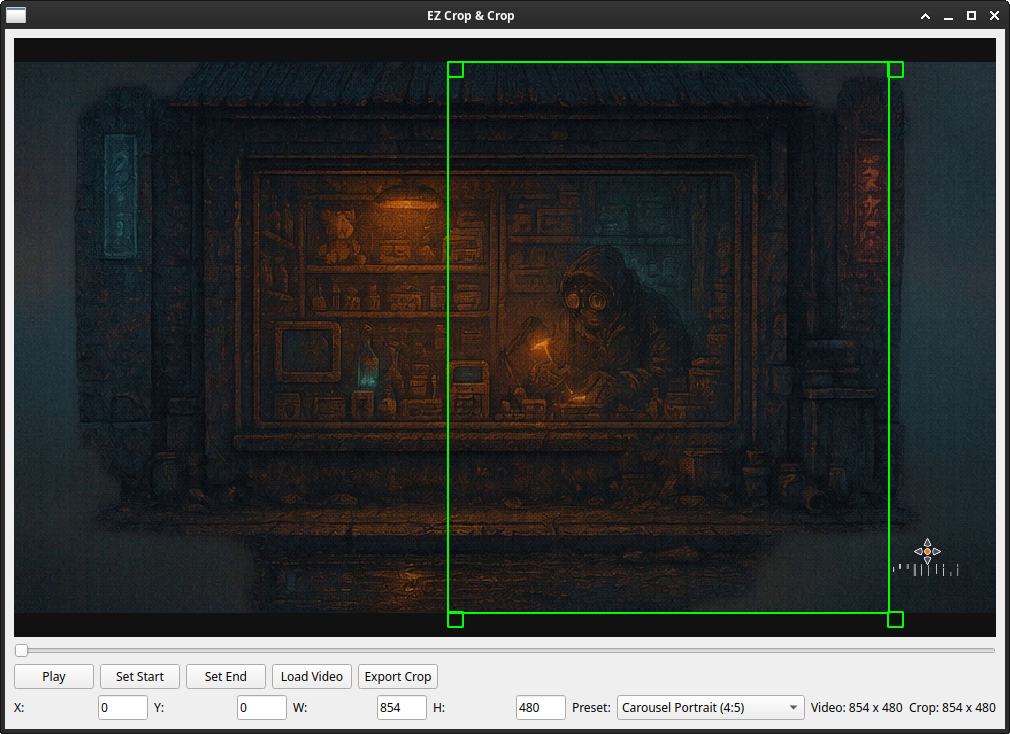 EZ Crop & Crop
Play
Set Start
Set End
Load Video
Export Crop
X: 0 Y: 0 W: 854 H: 480 Preset: Carousel Portrait (4:5) Video: 854 x 480 Crop: 854 x 480